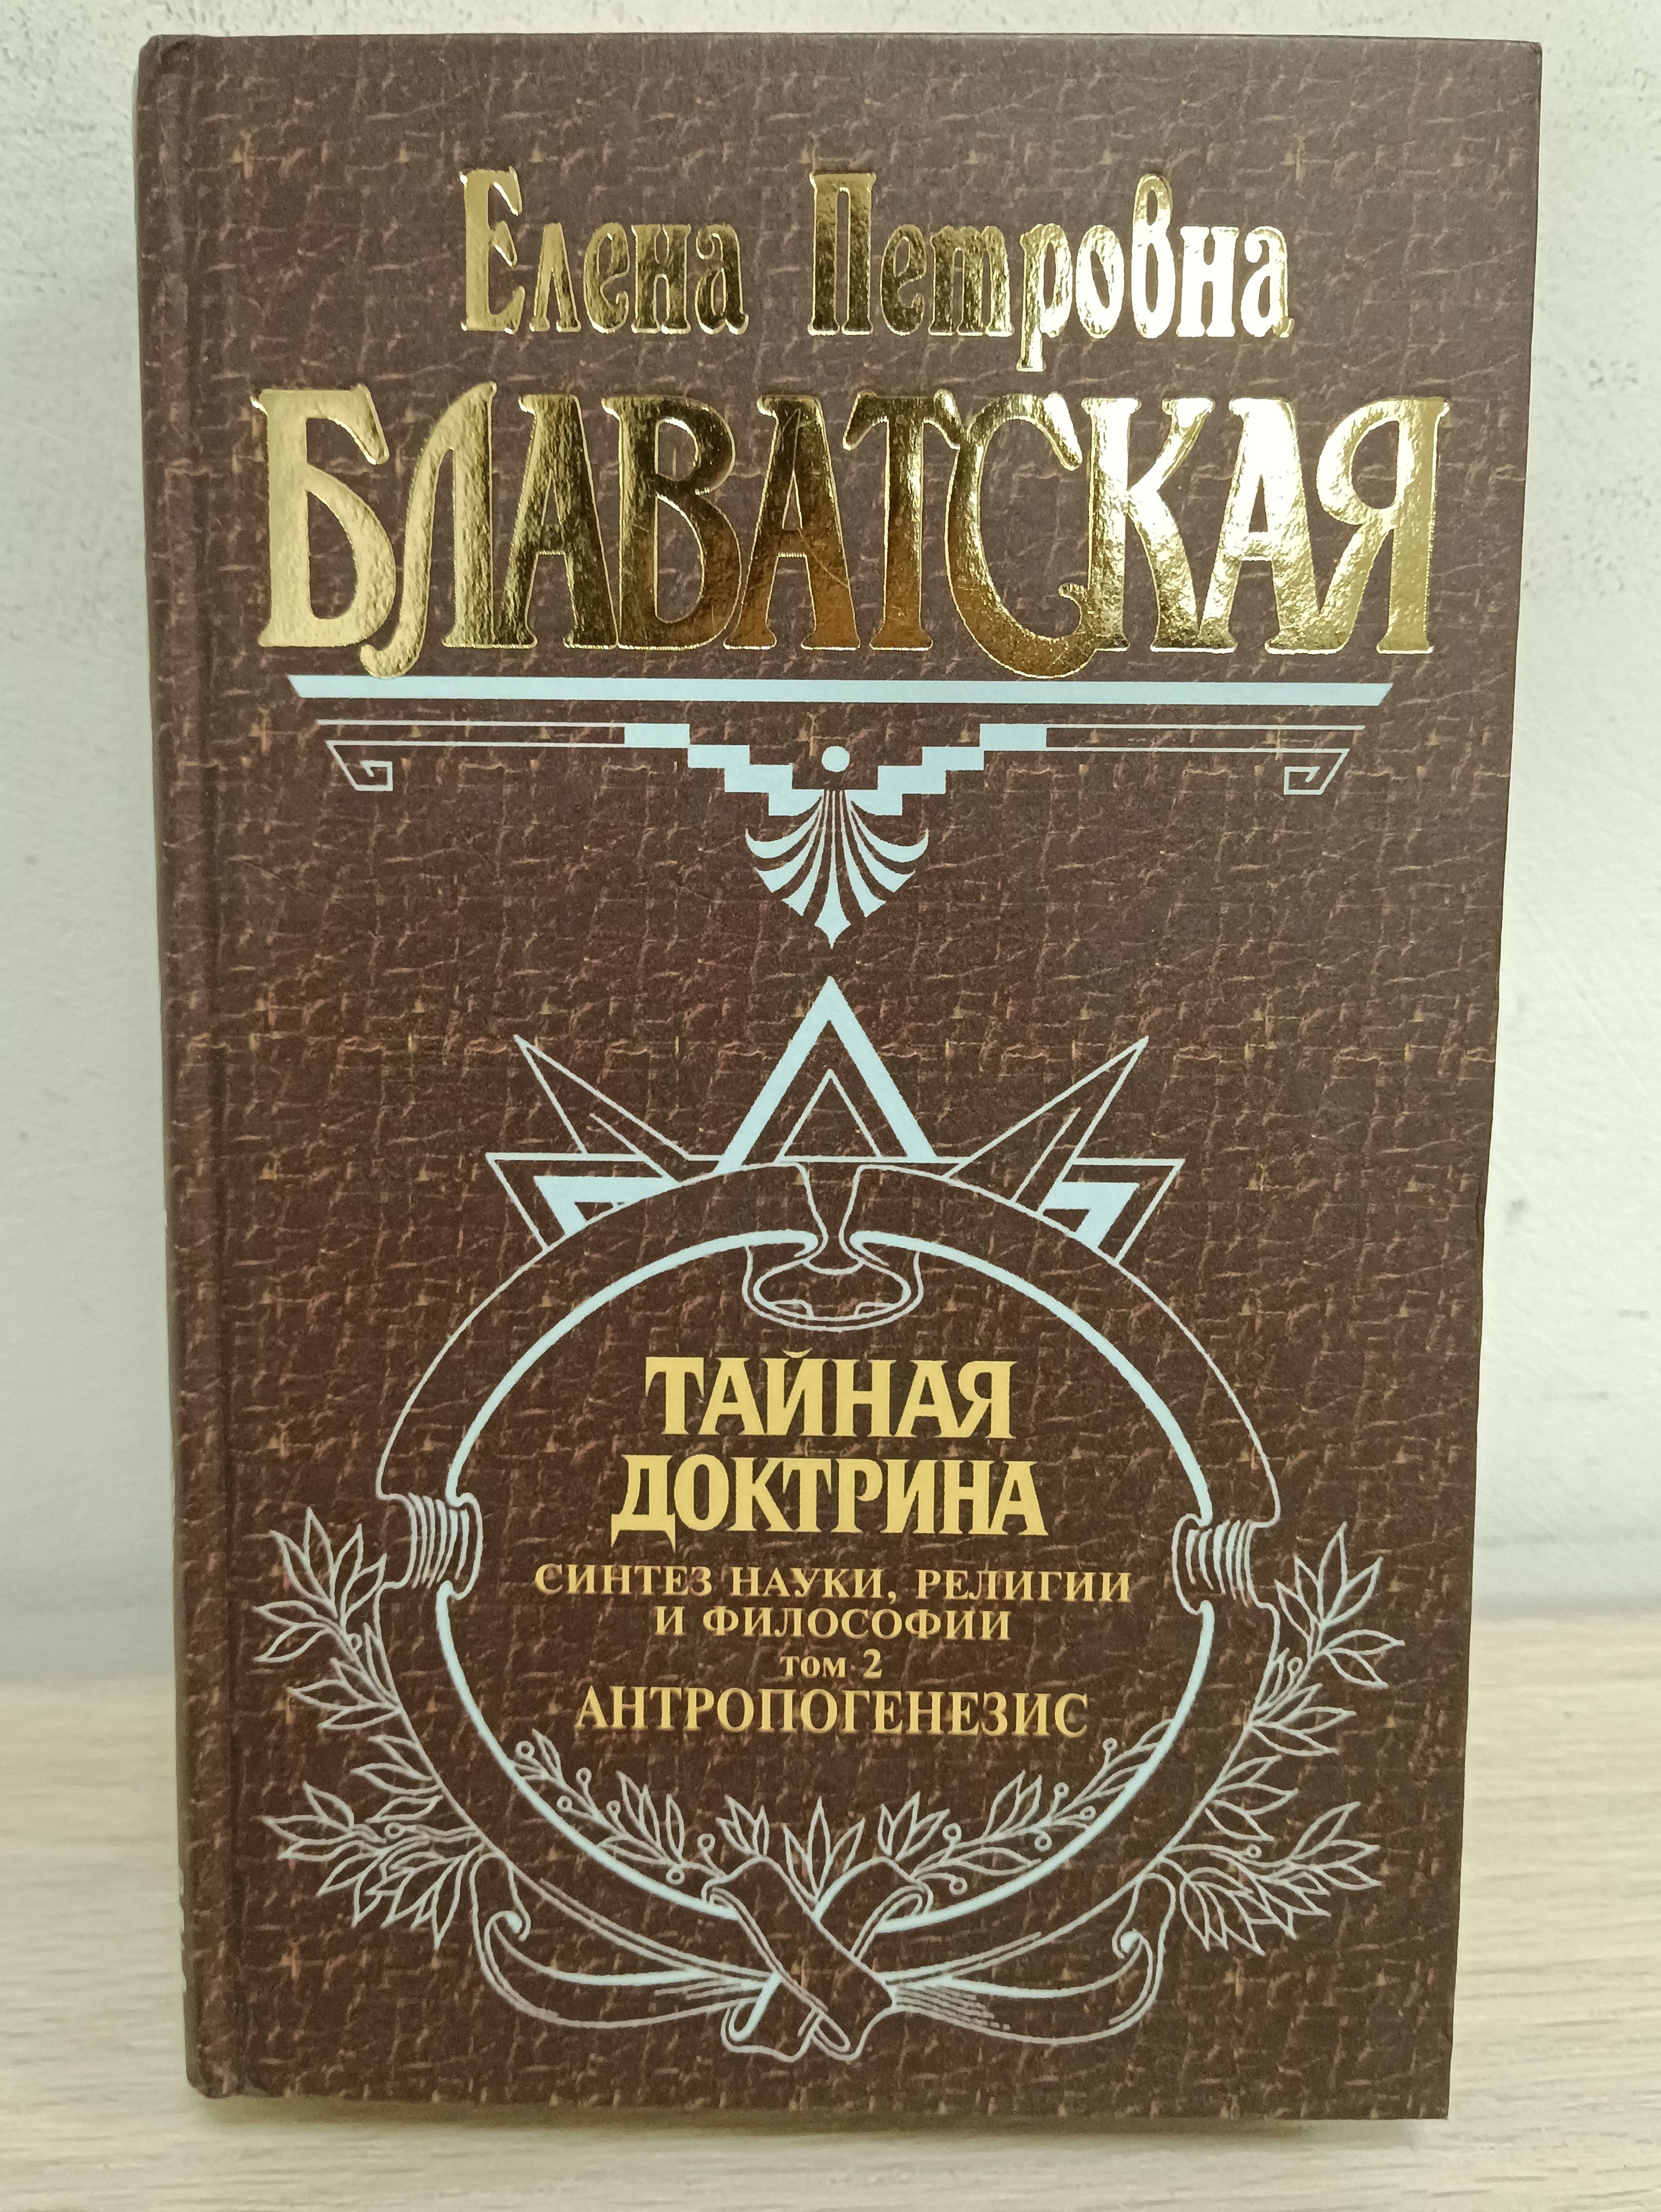 Елена Петровна
БЛАВАТСКАЯ
ТАЙНАЯ
ДОКТРИНА
СИНТЕЗ НАУКИ, РЕЛИГИИ
И ФИЛОСОФИИ
том 2
АНТРОПОГЕНЕЗИС